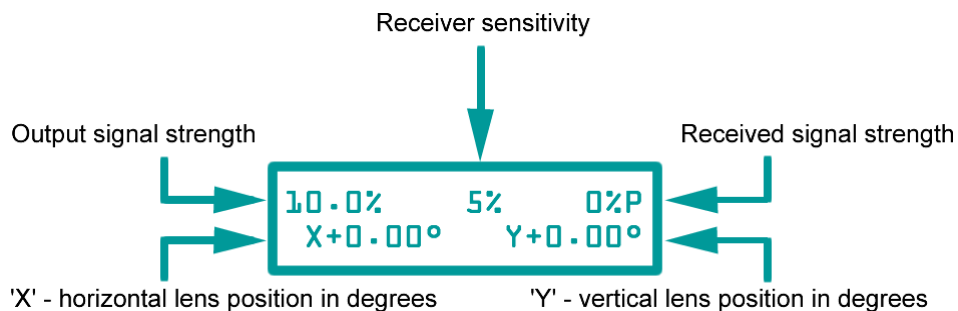 Receiver sensitivity
Output signal strength
Received signal strength
10.0% 5% 0%P
X+0.00° Y+0.00°
'X' - horizontal lens position in degrees
'Y' - vertical lens position in degrees